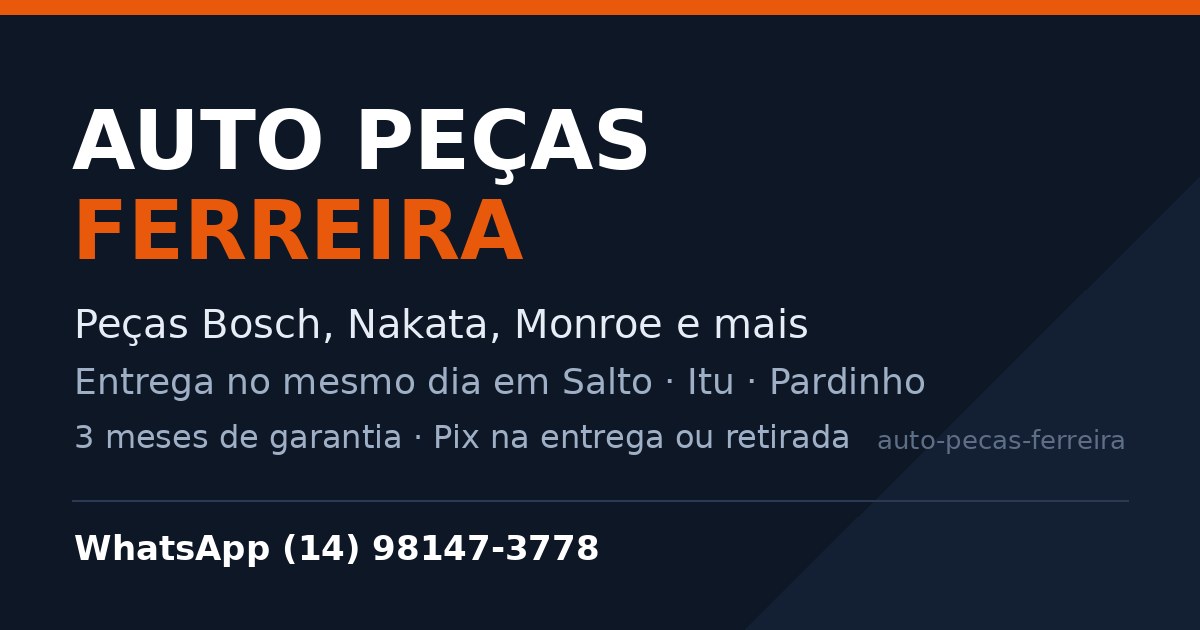 AUTO PEÇAS
FERREIRA
Peças Bosch, Nakata, Monroe e mais
Entrega no mesmo dia em Salto · Itu · Pardinho
3 meses de garantia · Pix na entrega ou retirada
auto-pecas-ferreira
WhatsApp (14) 98147-3778